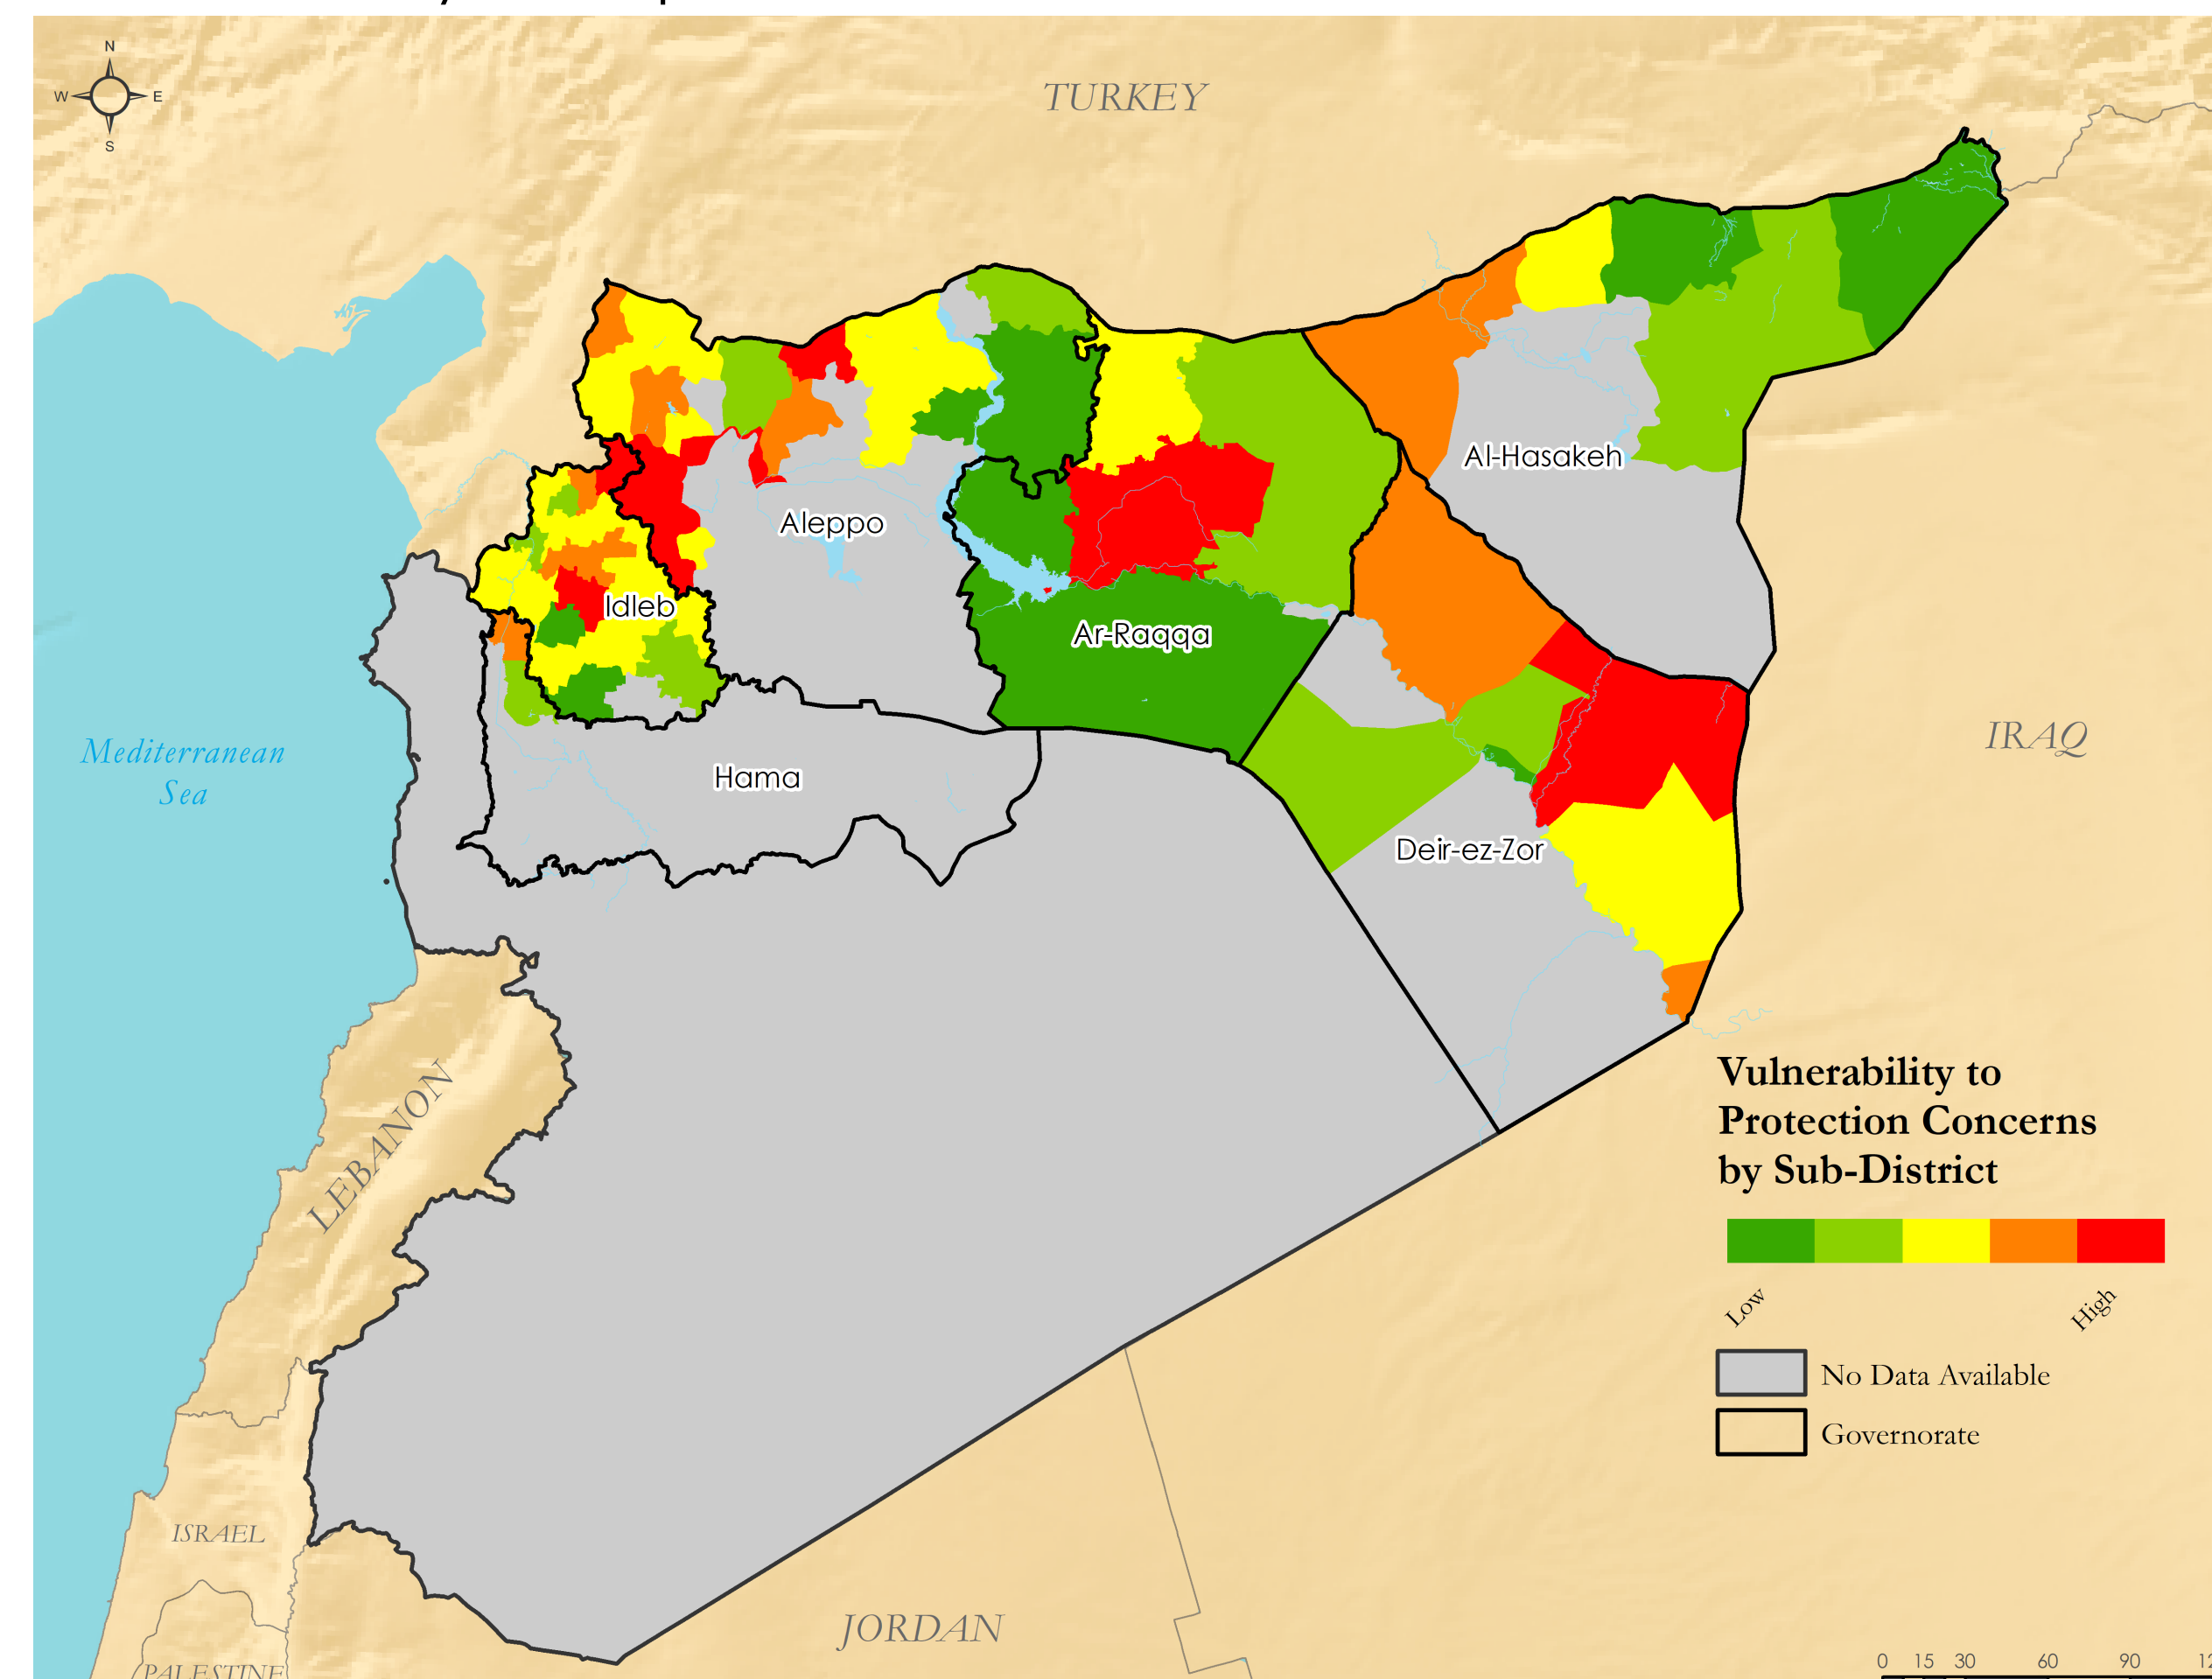 N
W
E
S
TURKEY
Al-Hasakeh
Aleppo
Idleb
Ar-Raqqa
IRAQ
Mediterranean
Sea
Hama
Deir-ez-Zor
LEBANON
Vulnerability to
Protection Concerns
by Sub-District
Low
High
No Data Available
Governorate
ISRAEL
JORDAN
PALESTINE
0 15 30 60 90